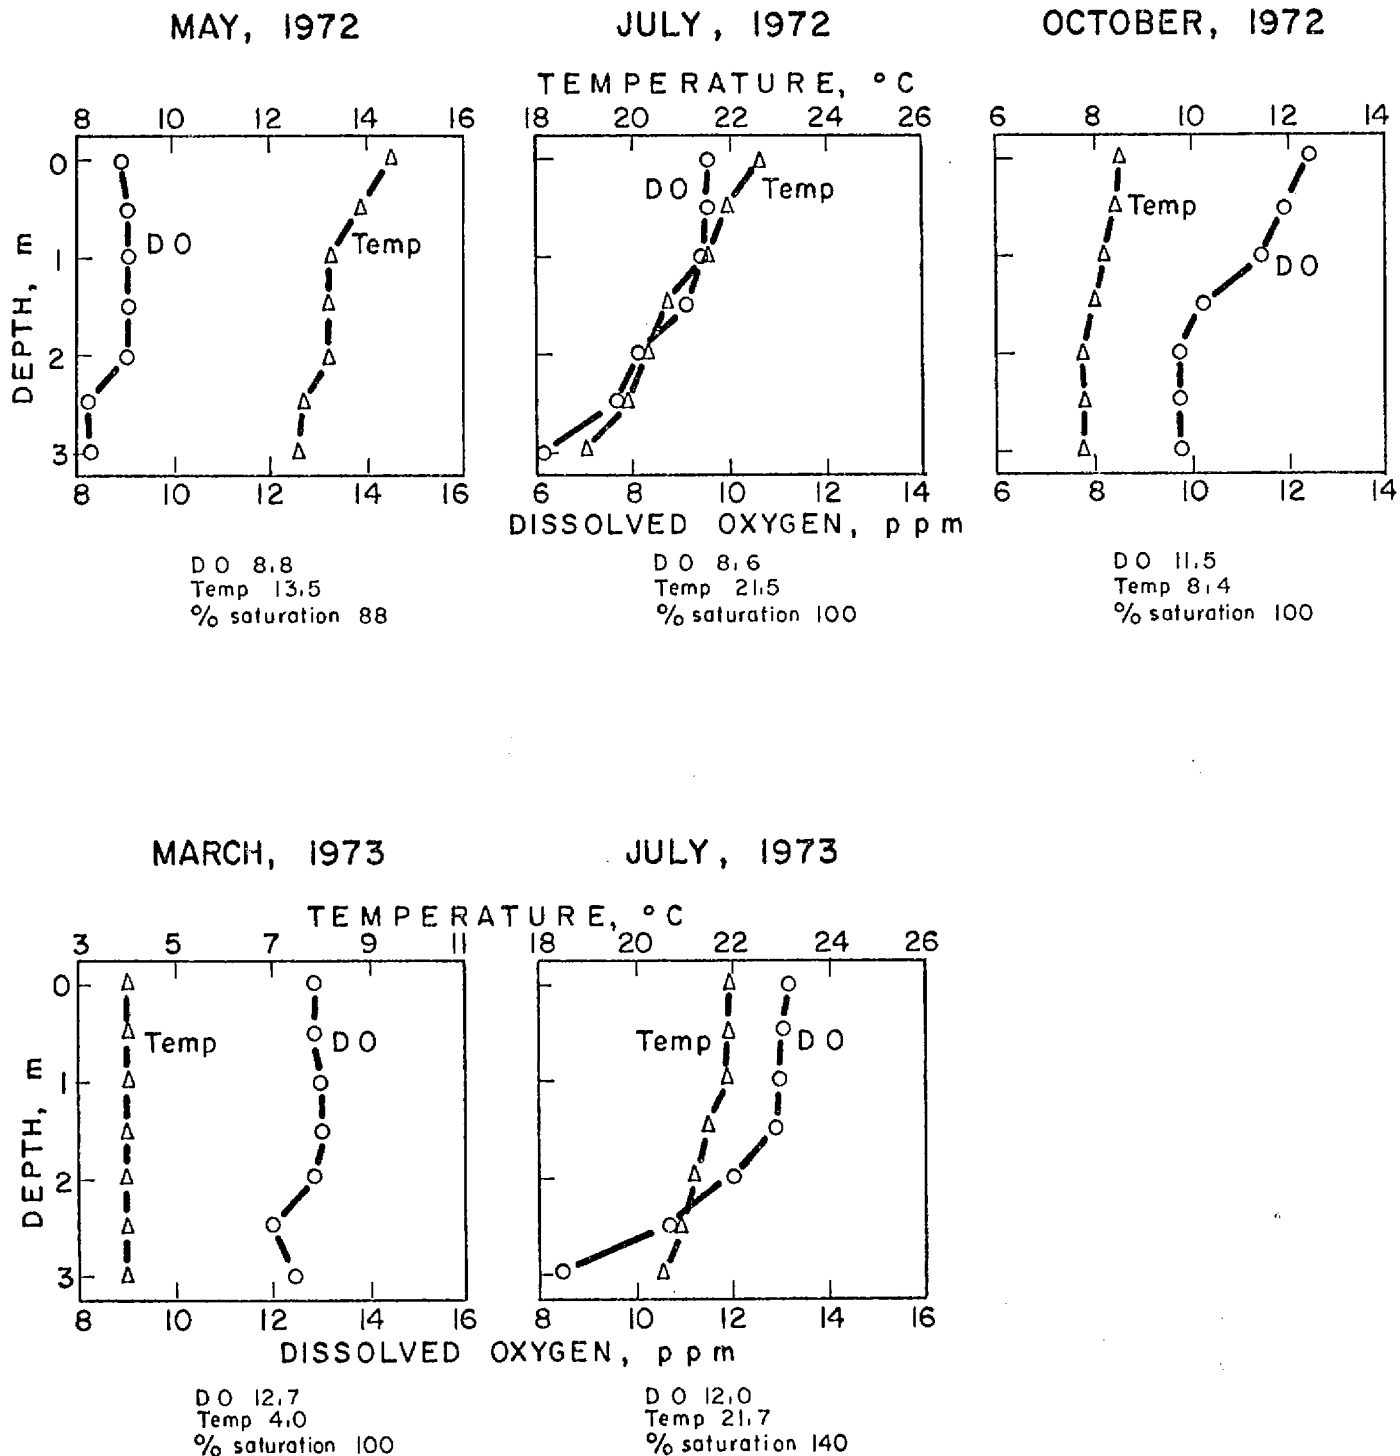 MAY, 1972
JULY, 1972
OCTOBER, 1972
TEMPERATURE, °C
8 10 12 14 16
18 20 22 24 26
6 8 10 12 14
DEPTH, m
0
1
2
3
DO
Temp
DO
Temp
Temp
DO
8 10 12 14 16
6 8 10 12 14
6 8 10 12 14
DISSOLVED OXYGEN, ppm
DO 8.8
Temp 13.5
% saturation 88
DO 8.6
Temp 21.5
% saturation 100
DO 11.5
Temp 8.4
% saturation 100
MARCH, 1973
JULY, 1973
TEMPERATURE, °C
3 5 7 9 11
18 20 22 24 26
DEPTH, m
0
1
2
3
Temp
DO
Temp
DO
8 10 12 14 16
8 10 12 14 16
DISSOLVED OXYGEN, ppm
DO 12.7
Temp 4.0
% saturation 100
DO 12.0
Temp 21.7
% saturation 140